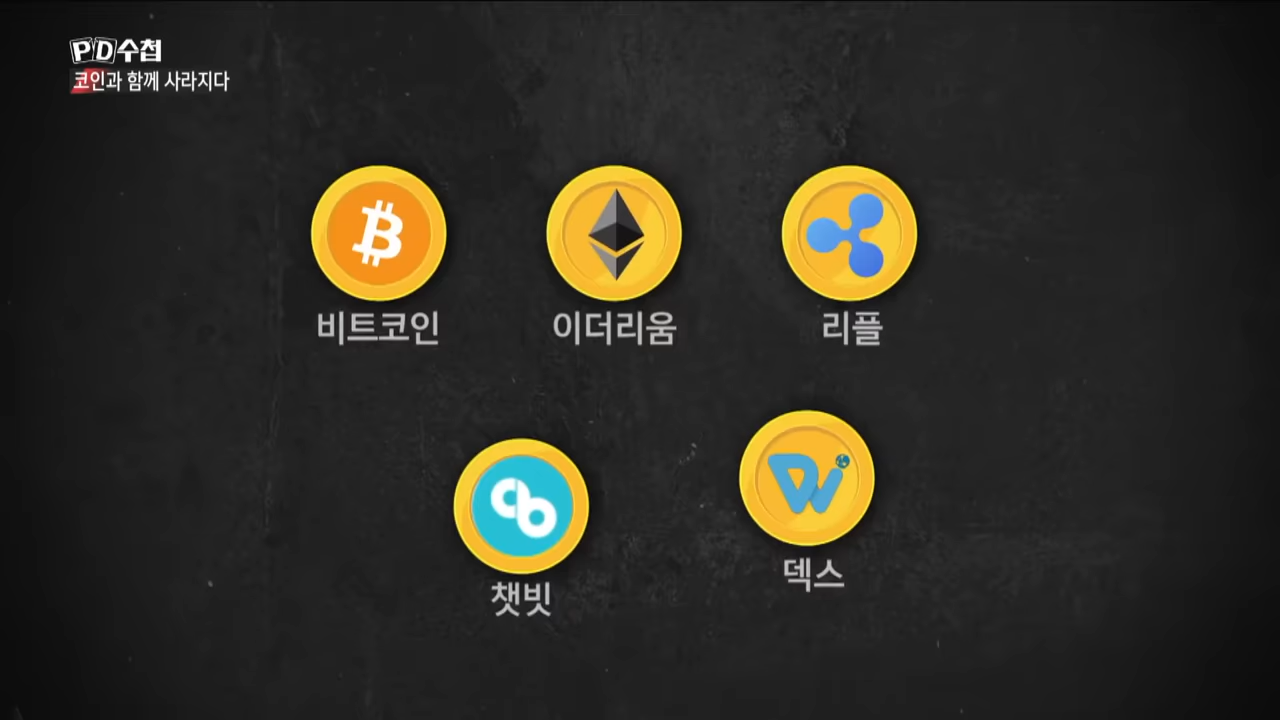 PD수첩
코인과 함께 사라지다
비트코인
이더리움
리플
챗빗
덱스